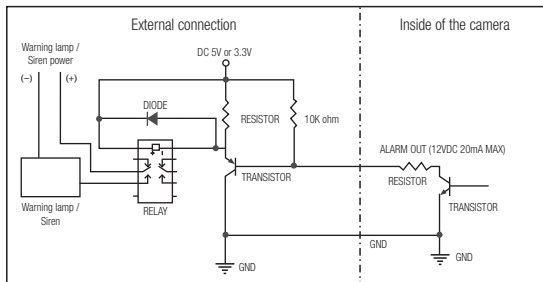 External connection
Inside of the camera
Warning lamp /
Siren power
DC 5V or 3.3V
(–)
(+)
DIODE
RESISTOR
10K ohm
ALARM OUT (12VDC 20mA MAX)
TRANSISTOR
RESISTOR
TRANSISTOR
Warning lamp /
Siren
RELAY
GND
GND
GND